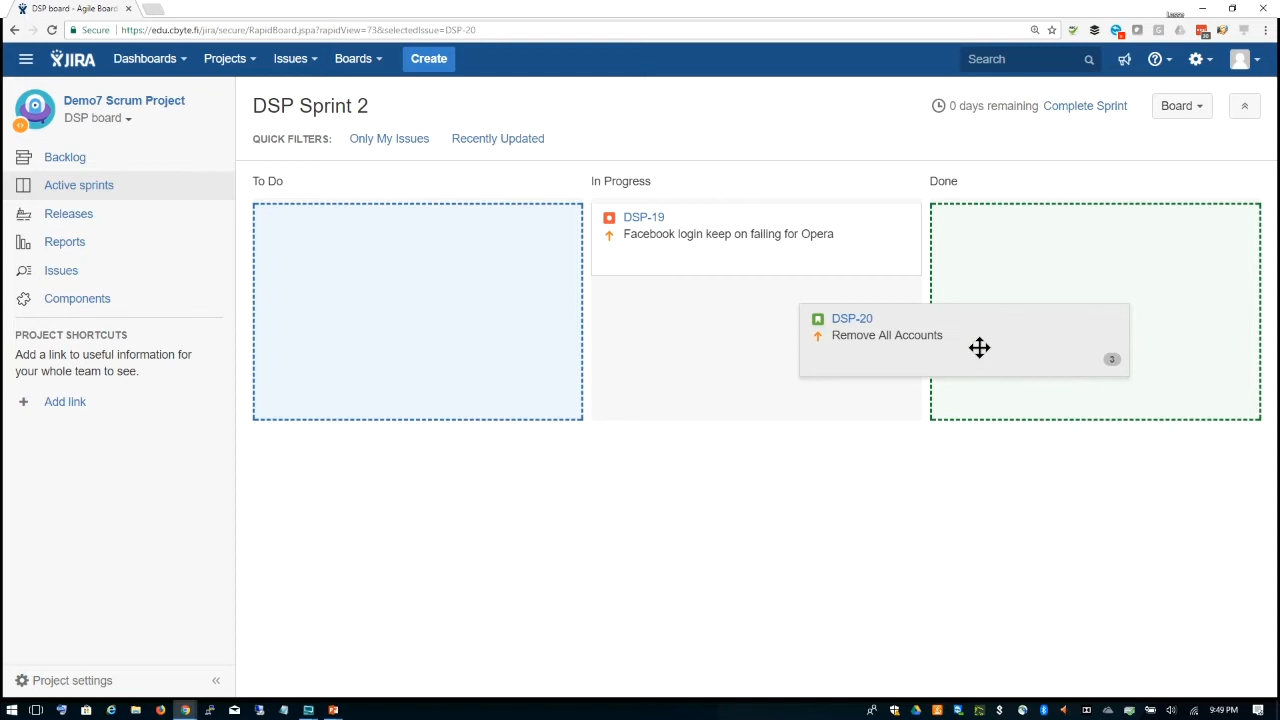 DSP board - Agile Board
Secure
https://edu.cbyte.fi/jira/secure/RapidBoard.jspa?rapidView=73&selectedIssue=DSP-20
JIRA
Dashboards
Projects
Issues
Boards
Create
Search
Demo7 Scrum Project
DSP board
Backlog
Active sprints
Releases
Reports
Issues
Components
PROJECT SHORTCUTS
Add a link to useful information for
your whole team to see.
Add link
Project settings
DSP Sprint 2
0 days remaining
Complete Sprint
Board
QUICK FILTERS:
Only My Issues
Recently Updated
To Do
In Progress
Done
DSP-19
Facebook login keep on failing for Opera
DSP-20
Remove All Accounts
3
9:49 PM